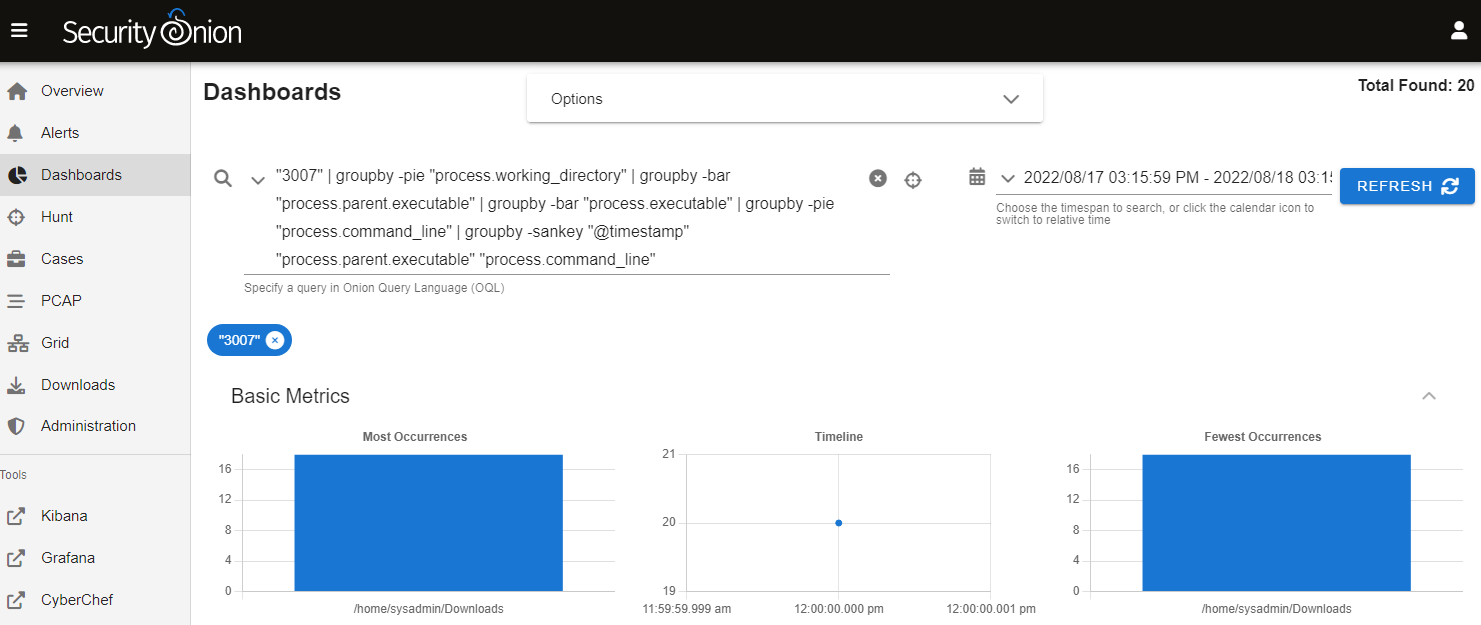 Security Onion
Overview
Alerts
Dashboards
Hunt
Cases
PCAP
Grid
Downloads
Administration
Tools
Kibana
Grafana
CyberChef
Dashboards
Options
Total Found: 20
"3007" | groupby -pie "process.working_directory" | groupby -bar
"process.parent.executable" | groupby -bar "process.executable" | groupby -pie
"process.command_line" | groupby -sankey "@timestamp"
"process.parent.executable" "process.command_line"
Specify a query in Onion Query Language (OQL)
2022/08/17 03:15:59 PM - 2022/08/18 03:15
Choose the timespan to search, or click the calendar icon to
switch to relative time
REFRESH
"3007"
Basic Metrics
Most Occurrences
16
12
8
4
0
/home/sysadmin/Downloads
Timeline
21
20
19
11:59:59.999 am 12:00:00.000 pm 12:00:00.001 pm
Fewest Occurrences
16
12
8
4
0
/home/sysadmin/Downloads